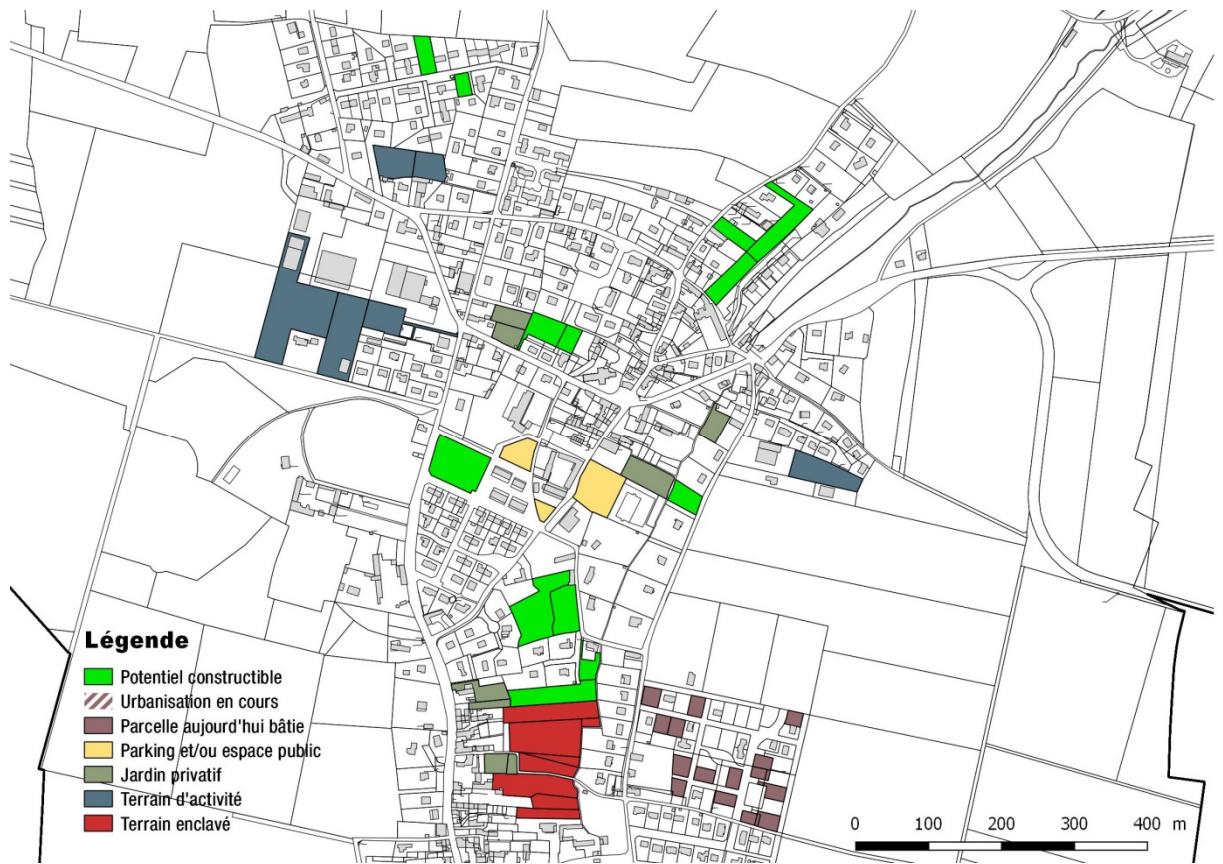 Légende
Potentiel constructible
Urbanisation en cours
Parcelle aujourd'hui bâtie
Parking et/ou espace public
Jardin privatif
Terrain d'activité
Terrain enclavé
0 100 200 300 400 m